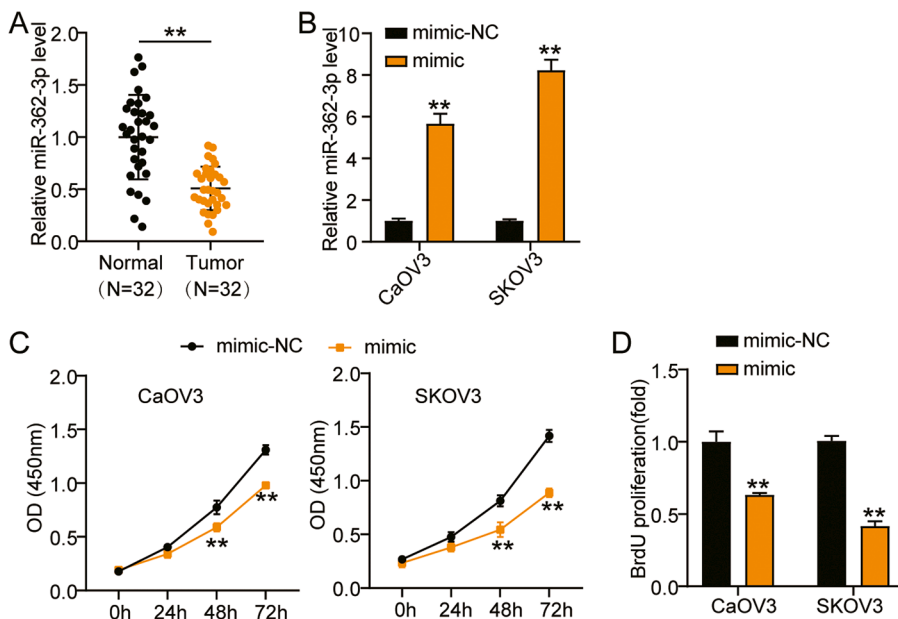 A
Relative miR-362-3p level
2.0
1.5
1.0
0.5
0.0
**
Normal
(N=32)
Tumor
(N=32)
B
mimic-NC
mimic
Relative miR-362-3p level
10
8
6
4
2
0
**
**
CaOV3
SKOV3
C
mimic-NC
mimic
CaOV3
OD (450nm)
2.0
1.5
1.0
0.5
0.0
**
**
0h 24h 48h 72h
SKOV3
OD (450nm)
2.0
1.5
1.0
0.5
0.0
**
**
0h 24h 48h 72h
D
mimic-NC
mimic
BrdU proliferation(fold)
1.5
1.0
0.5
0.0
**
**
CaOV3 SKOV3